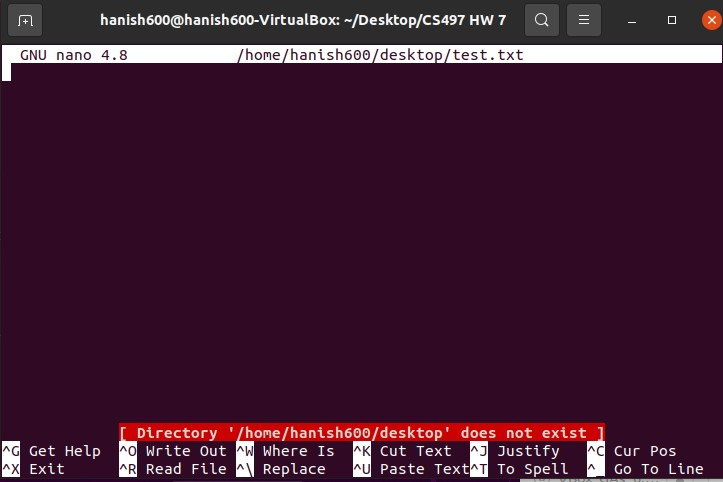 hanish600@hanish600-VirtualBox: ~/Desktop/CS497 HW 7
GNU nano 4.8 /home/hanish600/desktop/test.txt
[ Directory '/home/hanish600/desktop' does not exist ]
^G Get Help ^O Write Out ^W Where Is ^K Cut Text ^J Justify ^C Cur Pos
^X Exit ^R Read File ^\ Replace ^U Paste Text ^T To Spell ^_ Go To Line